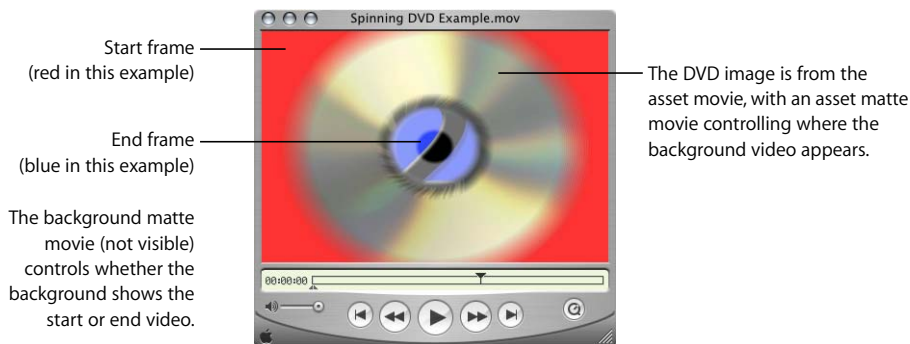 Spinning DVD Example.mov
Start frame
(red in this example)
End frame
(blue in this example)
The background matte
movie (not visible)
controls whether the
background shows the
start or end video.
The DVD image is from the
asset movie, with an asset matte
movie controlling where the
background video appears.
00:00:00